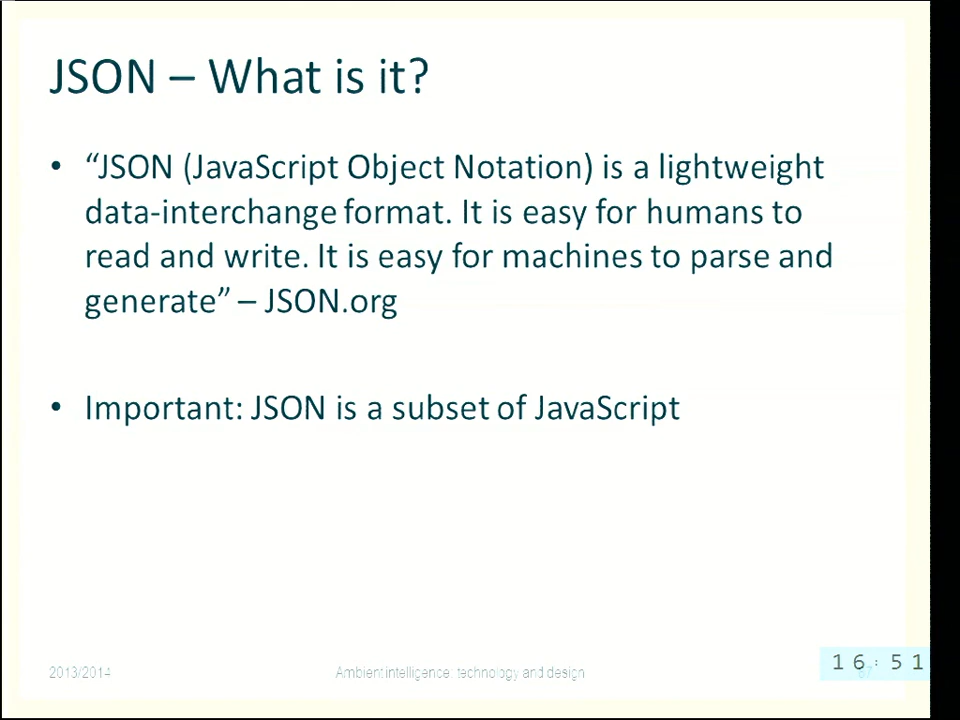 JSON – What is it?
• “JSON (JavaScript Object Notation) is a lightweight
data-interchange format. It is easy for humans to
read and write. It is easy for machines to parse and
generate” – JSON.org
• Important: JSON is a subset of JavaScript
2013/2014
Ambient intelligence: technology and design
16:51